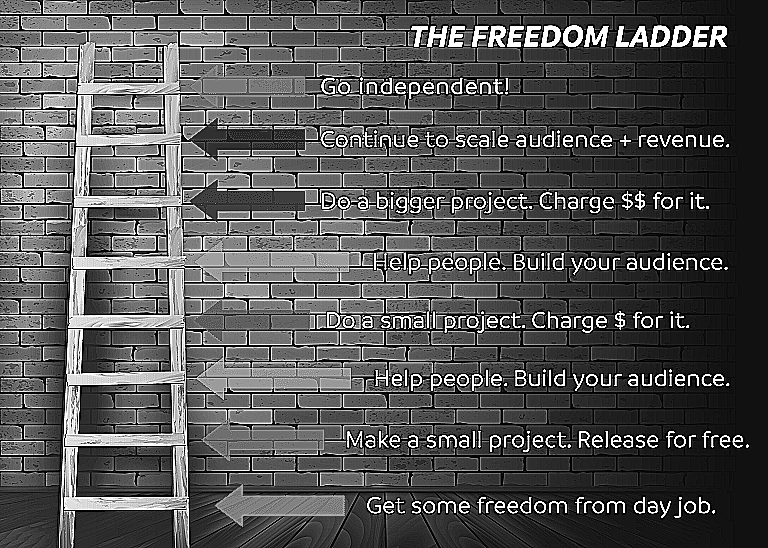 THE FREEDOM LADDER
Go independent!
Continue to scale audience + revenue.
Do a bigger project. Charge $$ for it.
Help people. Build your audience.
Do a small project. Charge $ for it.
Help people. Build your audience.
Make a small project. Release for free.
Get some freedom from day job.